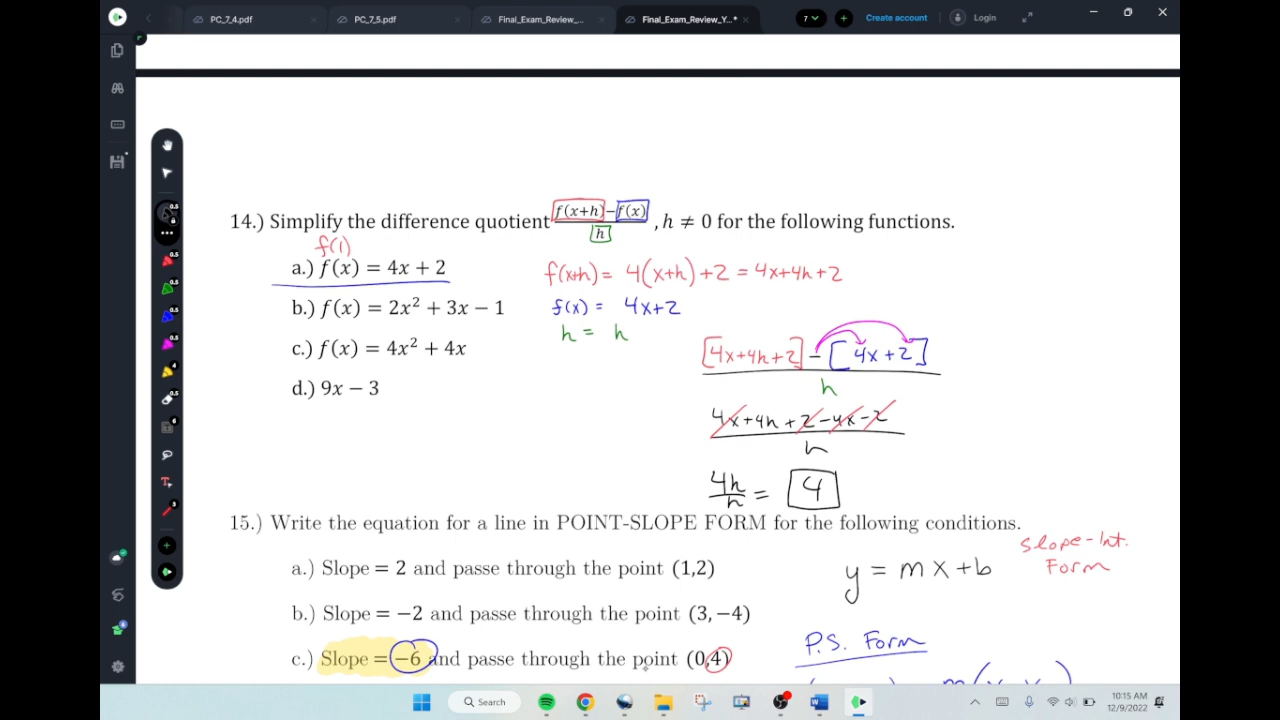 PC_7_4.pdf
PC_7_5.pdf
Final_Exam_Review_...
Final_Exam_Review_Y...*
7
Create account
Login
14.) Simplify the difference quotient f(x+h)−f(x)/h , h ≠ 0 for the following functions.
f(1)
a.) f(x) = 4x + 2
f(x+h) = 4(x+h)+2 = 4x+4h+2
b.) f(x) = 2x² + 3x − 1
f(x) = 4x+2
h = h
c.) f(x) = 4x² + 4x
[4x+4h+2] − [4x+2]
h
d.) 9x − 3
4x+4h+2−4x−2
h
4h/h = 4
15.) Write the equation for a line in POINT-SLOPE FORM for the following conditions.
Slope-Int.
Form
a.) Slope = 2 and passe through the point (1,2)
y = mx+b
b.) Slope = −2 and passe through the point (3, −4)
P.S. Form
c.) Slope = −6 and passe through the point (0,4)
Search
10:15 AM
12/9/2022